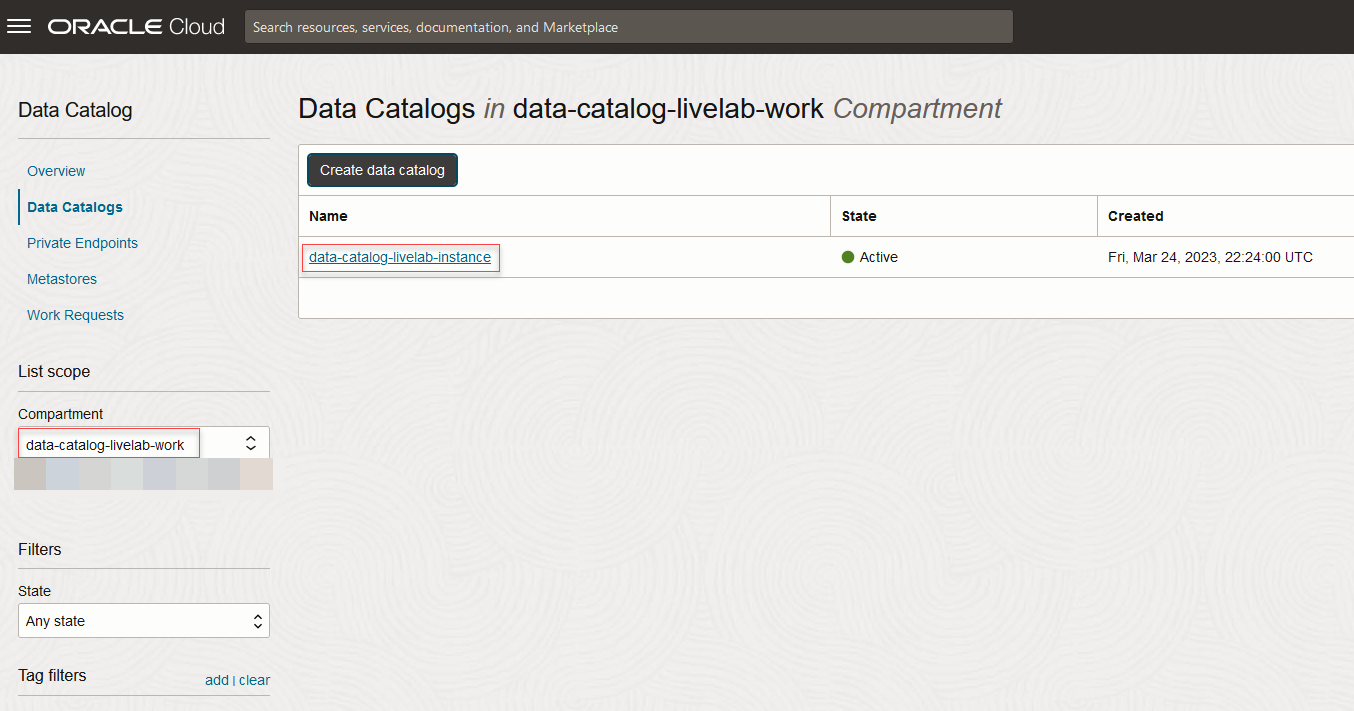 ORACLE Cloud
Search resources, services, documentation, and Marketplace
Data Catalog
Overview
Data Catalogs
Private Endpoints
Metastores
Work Requests
List scope
Compartment
data-catalog-livelab-work
Filters
State
Any state
Tag filters
add | clear
Data Catalogs in data-catalog-livelab-work Compartment
Create data catalog
Name State Created
data-catalog-livelab-instance Active Fri, Mar 24, 2023, 22:24:00 UTC